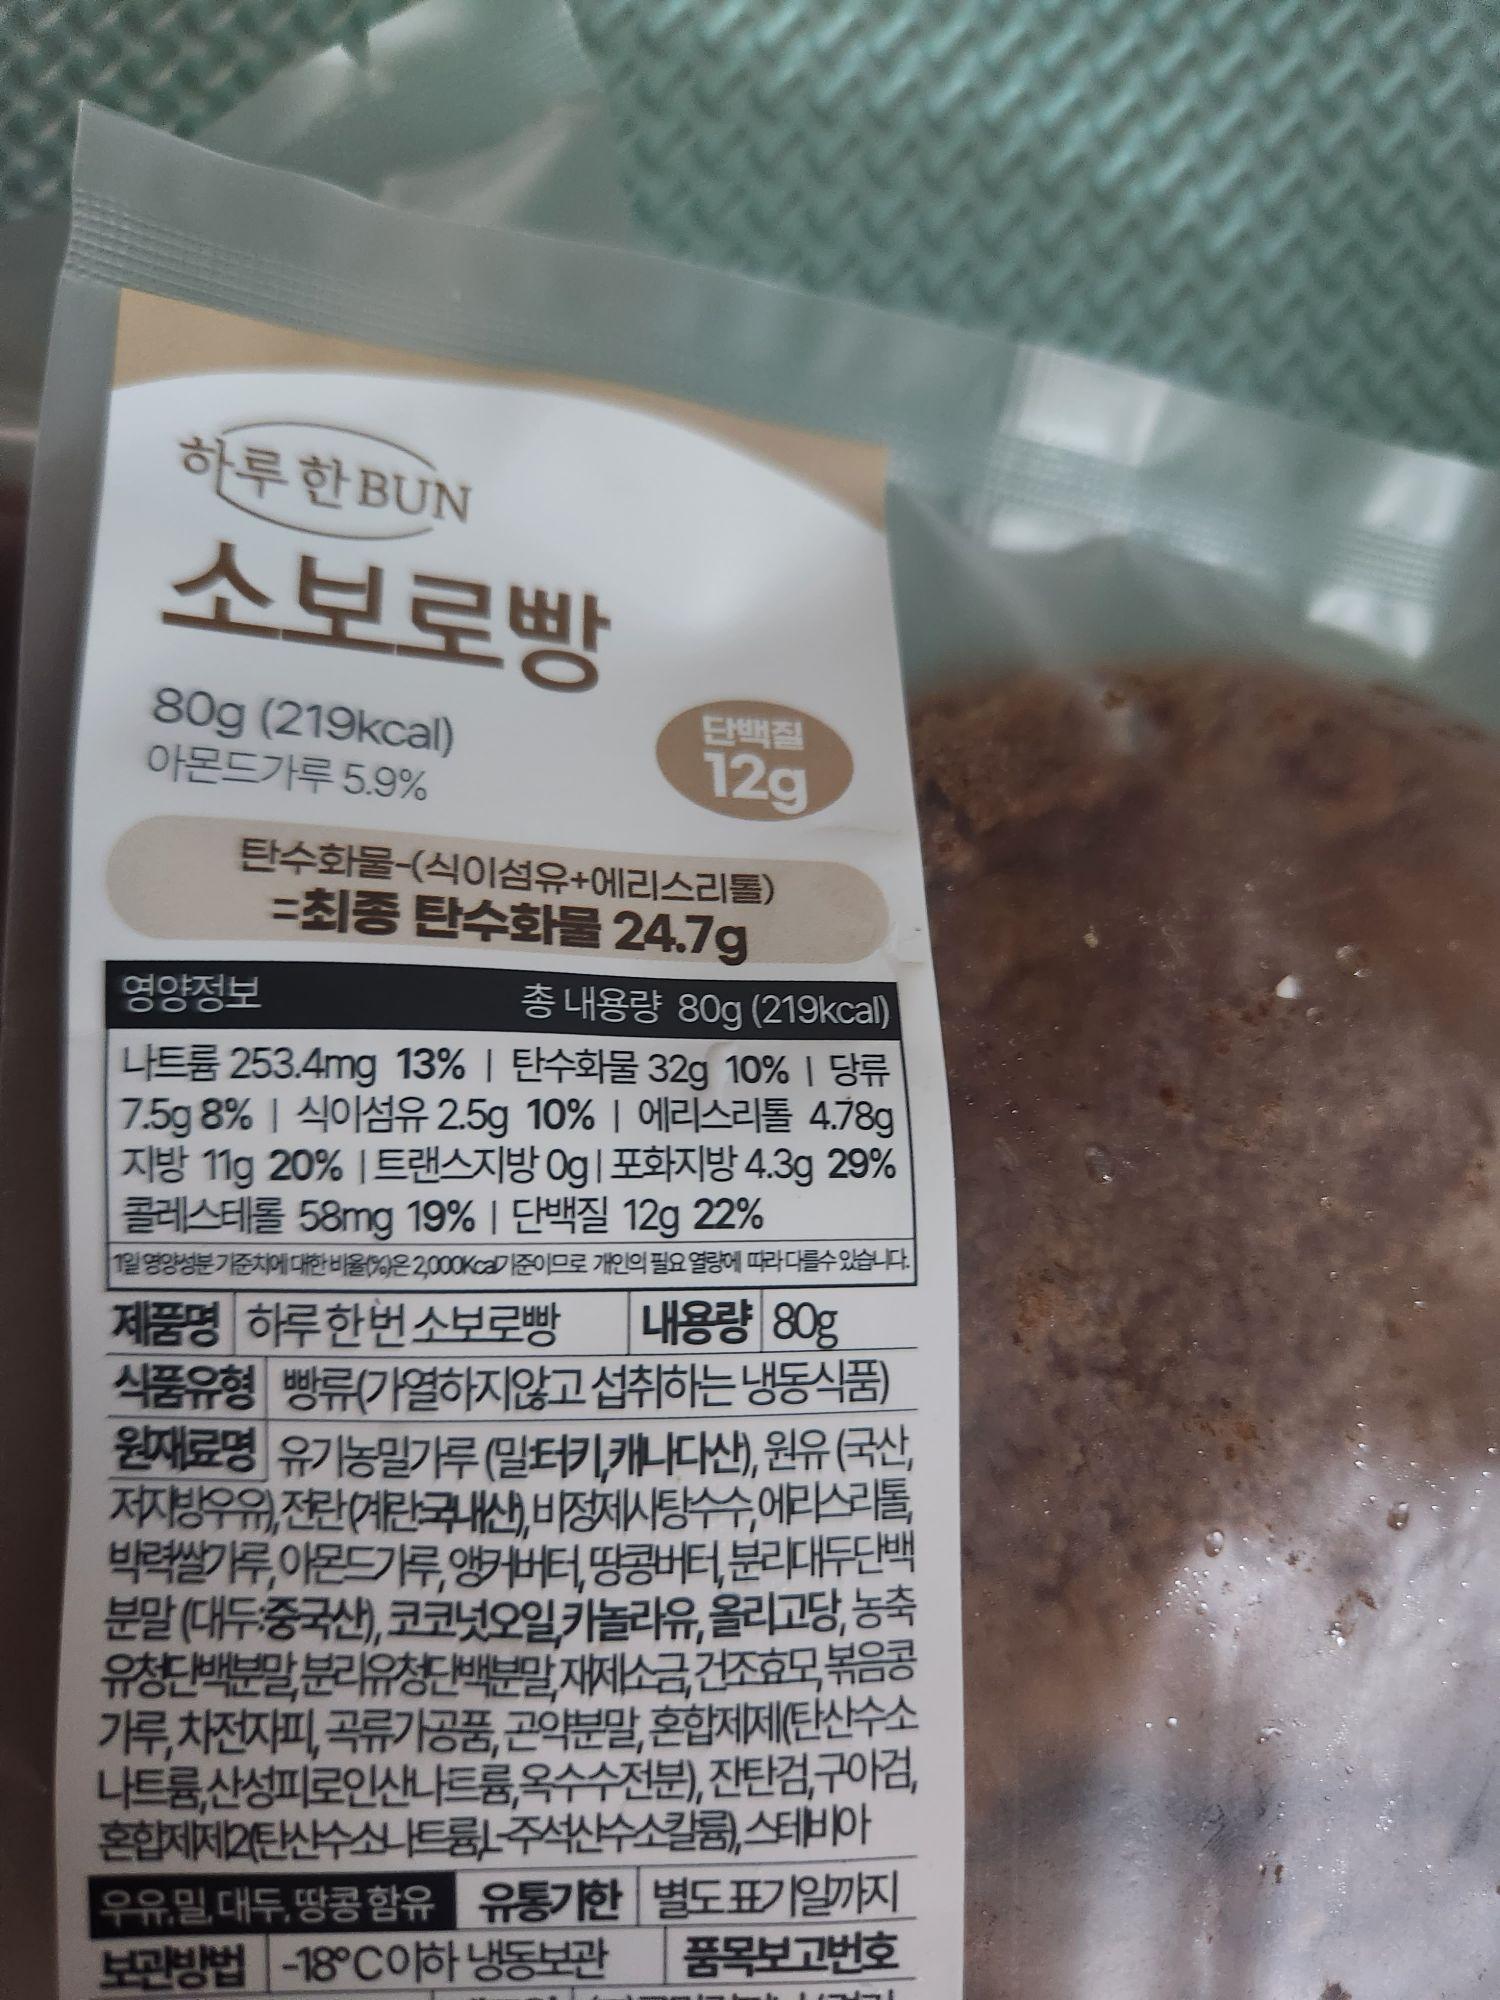 하루 한 BUN
소보로빵
80g (219kcal)
아몬드가루 5.9%
단백질
12g
탄수화물-(식이섬유+에리스리톨)
=최종 탄수화물 24.7g
영양정보 총 내용량 80g (219kcal)
나트륨 253.4mg 13% | 탄수화물 32g 10% | 당류
7.5g 8% | 식이섬유 2.5g 10% | 에리스리톨 4.78g
지방 11g 20% | 트랜스지방 0g | 포화지방 4.3g 29%
콜레스테롤 58mg 19% | 단백질 12g 22%
1일 영양성분 기준치에 대한 비율(%)은 2,000Kcal기준이므로 개인의 필요 열량에 따라 다를수 있습니다.
제품명 하루 한 번 소보로빵 내용량 80g
식품유형 빵류(가열하지않고 섭취하는 냉동식품)
원재료명 유기농밀가루 (밀:터키,캐나다산), 원유 (국산,
저지방우유), 전란(계란:국내산), 비정제사탕수수, 에리스리톨,
박력쌀가루, 아몬드가루, 앵커버터, 땅콩버터, 분리대두단백
분말 (대두:중국산), 코코넛오일, 카놀라유, 올리고당, 농축
유청단백분말, 분리유청단백분말, 재제소금, 건조효모, 볶음콩
가루, 차전자피, 곡류가공품, 곤약분말, 혼합제제(탄산수소
나트륨,산성피로인산나트륨,옥수수전분), 잔탄검, 구아검,
혼합제제2(탄산수소나트륨,L-주석산수소칼륨), 스테비아
우유, 밀, 대두, 땅콩 함유 유통기한 별도 표기일까지
보관방법 -18°C이하 냉동보관 품목보고번호